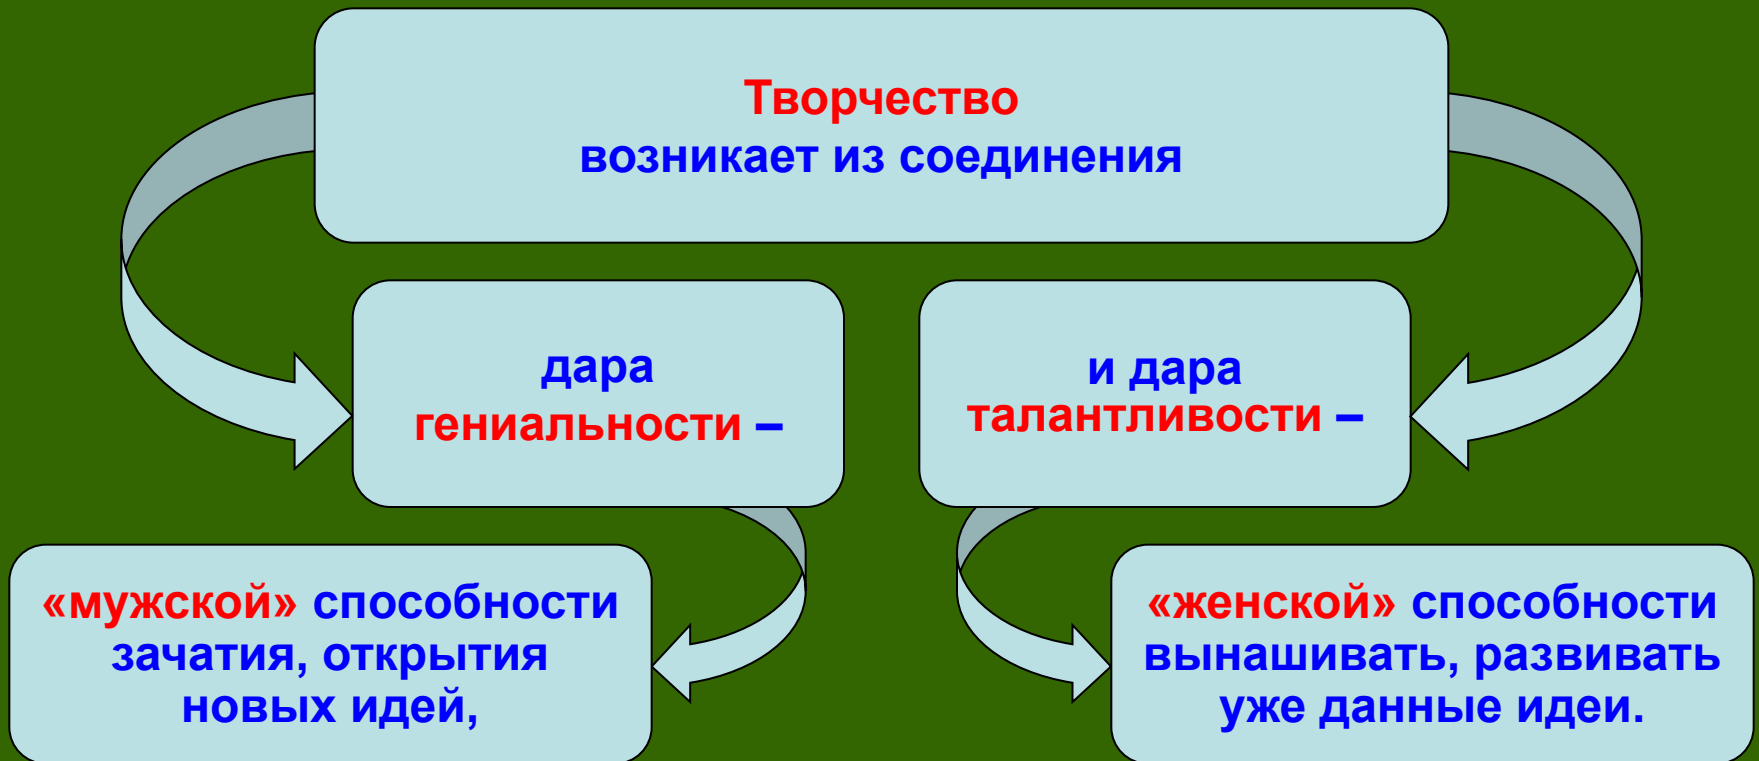 Творчество
возникает из соединения
дара
гениальности –
и дара
талантливости –
«мужской» способности
зачатия, открытия
новых идей,
«женской» способности
вынашивать, развивать
уже данные идеи.